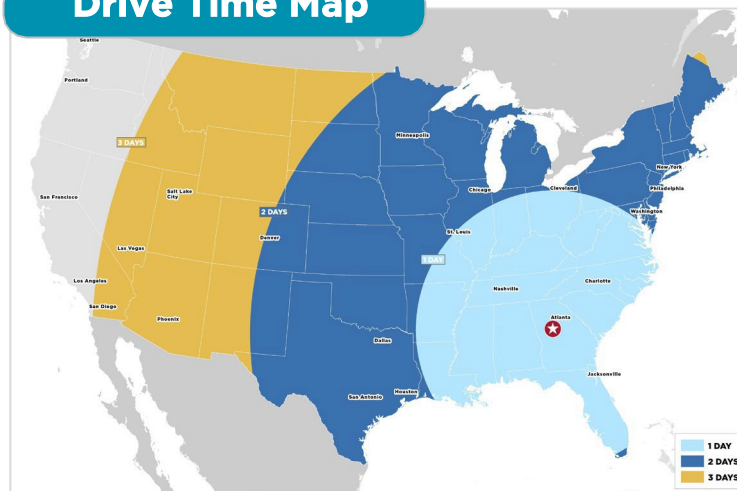 Drive Time Map
Seattle
Portland
3 DAYS
Minneapolis
New York
Salt Lake
City
Chicago
Cleveland
Philadelphia
San Francisco
2 DAYS
Washington
St. Louis
Denver
Las Vegas
1 DAY
Los Angeles
Nashville
Charlotte
San Diego
Phoenix
Atlanta
Dallas
Jacksonville
Houston
San Antonio
1 DAY
2 DAYS
3 DAYS